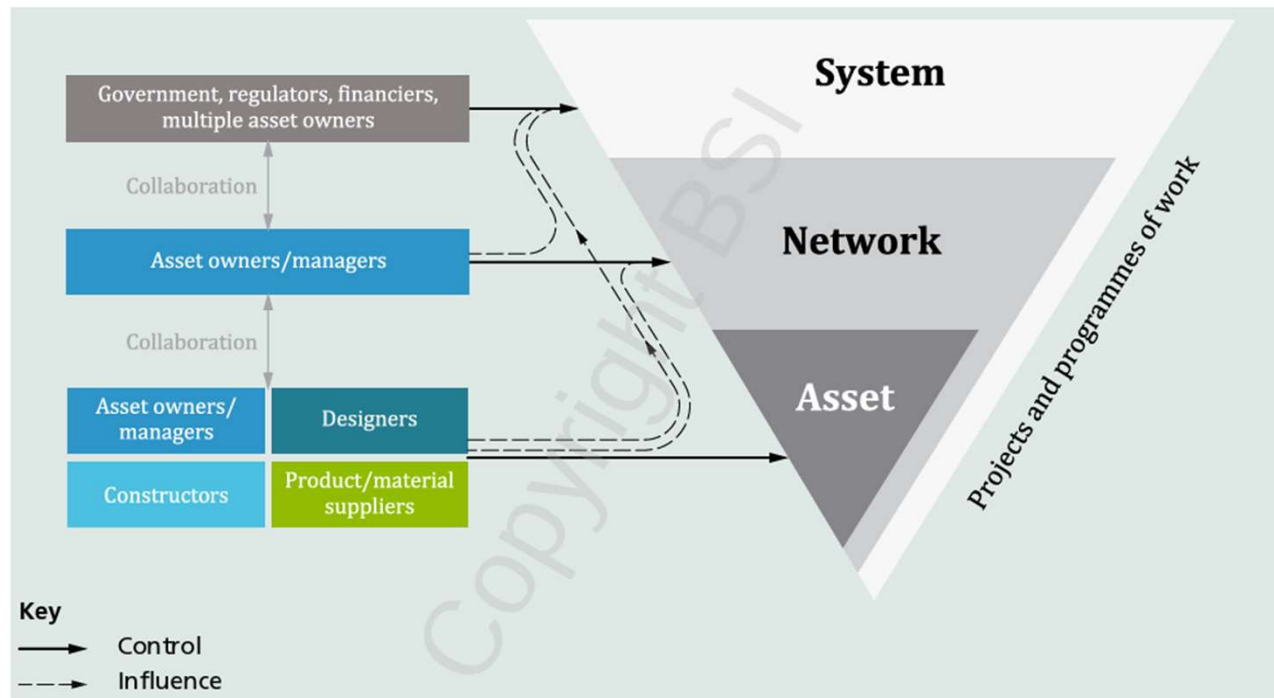 Government, regulators, financiers,
multiple asset owners
Collaboration
Asset owners/managers
Collaboration
Asset owners/
managers
Designers
Constructors
Product/material
suppliers
System
Network
Asset
Projects and programmes of work
Copyright BSI
Key
Control
Influence